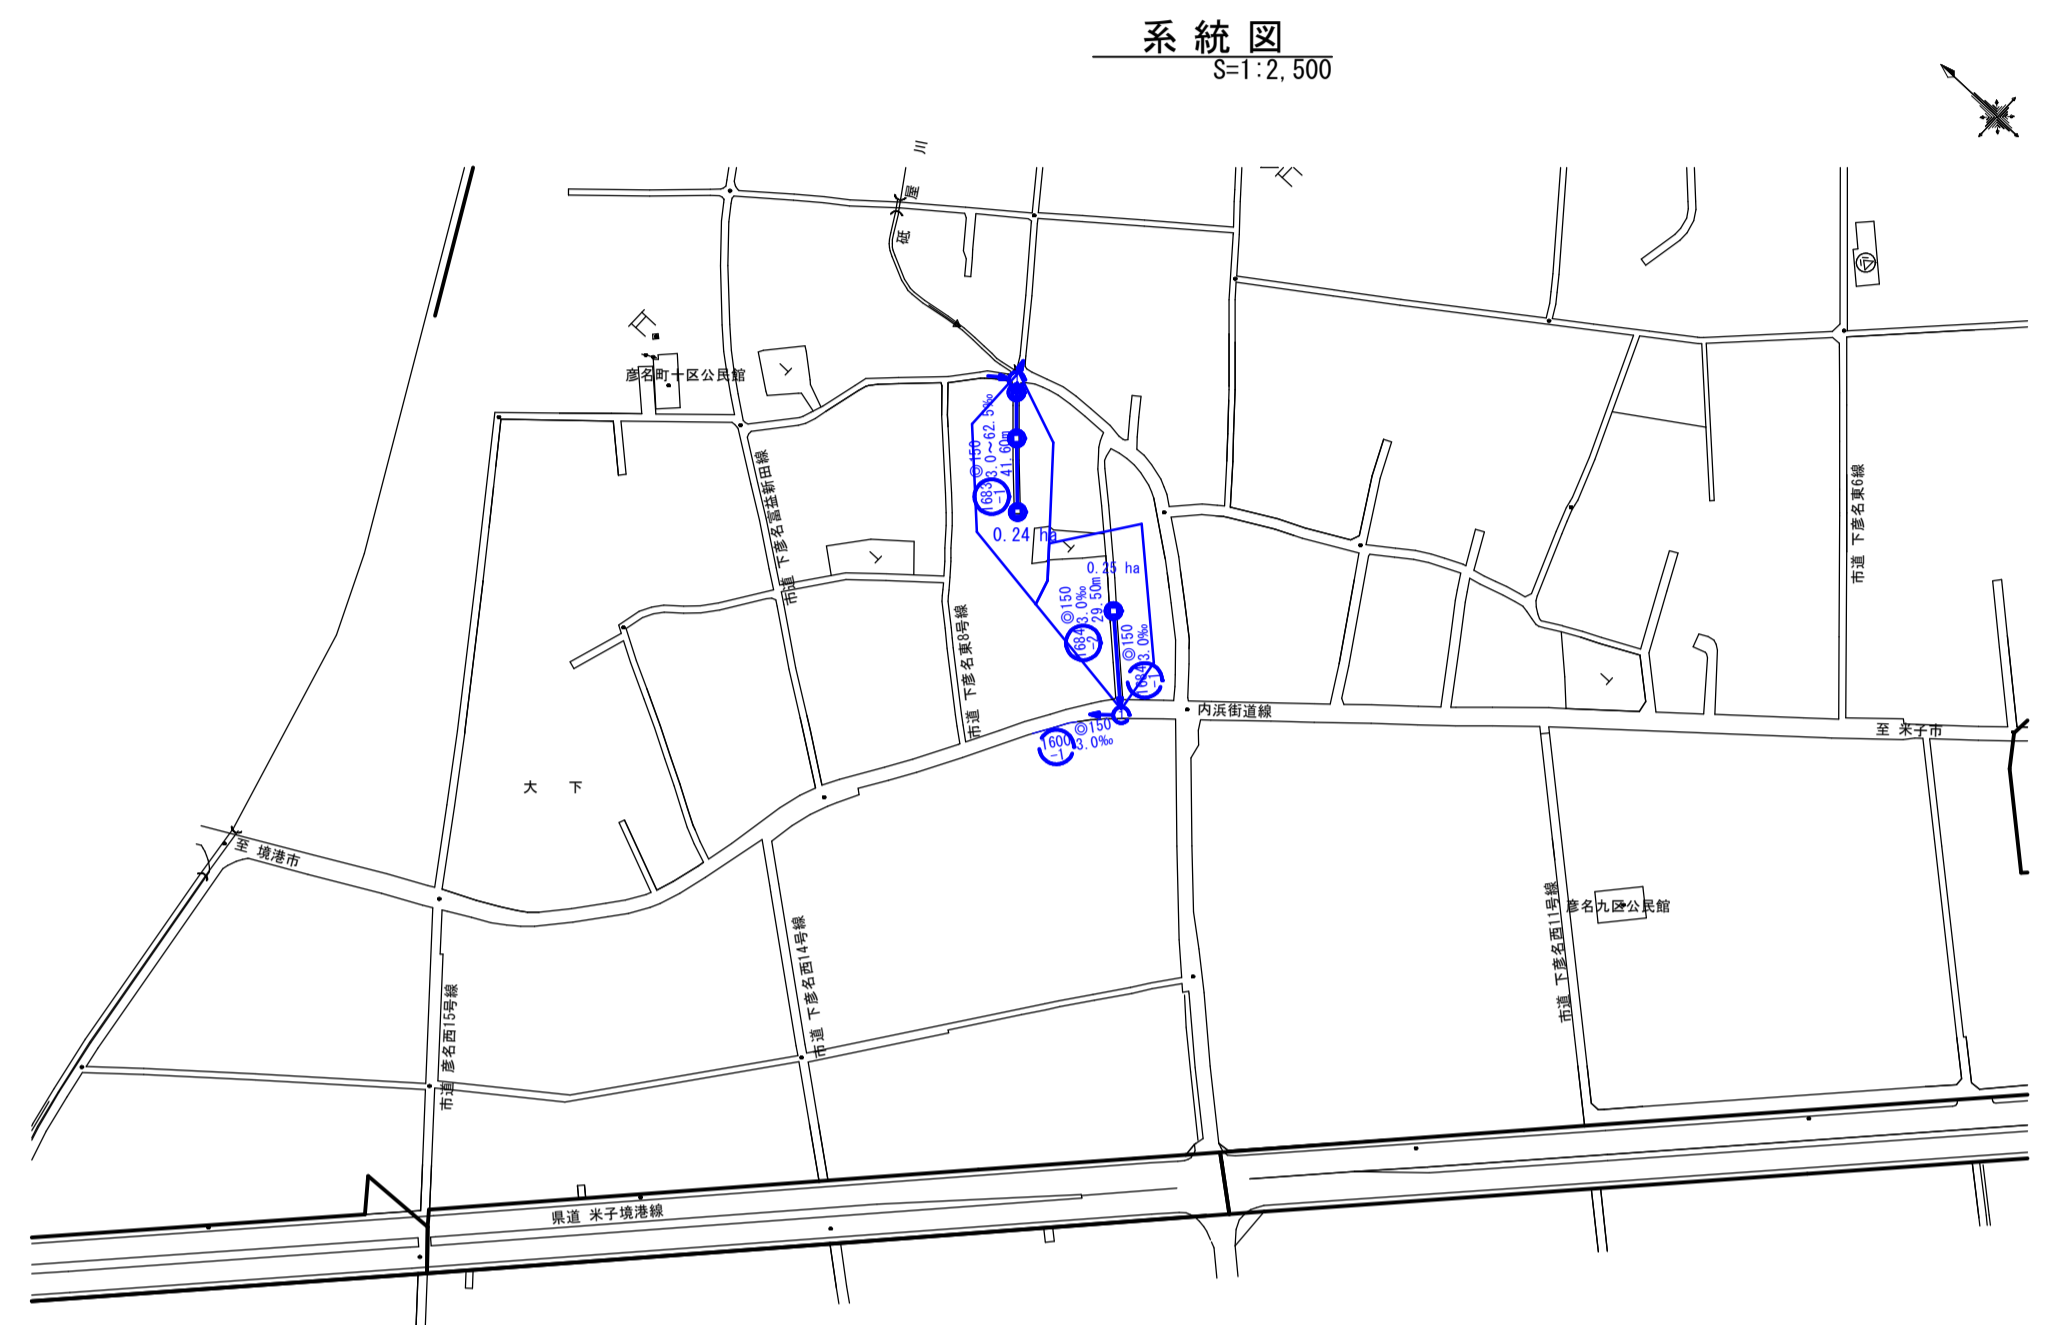 系統図
S=1:2,500
砥屋川
彦名町十区公民館
市道 下彦名富益新田線
◎150
3.0~62.5‰
41.60m
1683
-1
0.24 ha
0.25 ha
◎150
3.0‰
29.50m
1684
-2
◎150
3.0‰
1684
-1
◎150
3.0‰
1600
-1
市道 下彦名東8号線
市道 下彦名東6線
内浜街道線
至 米子市
大 下
至 境港市
市道 彦名西15号線
市道 下彦名西14号線
市道 下彦名西11号線
彦名九区公民館
県道 米子境港線